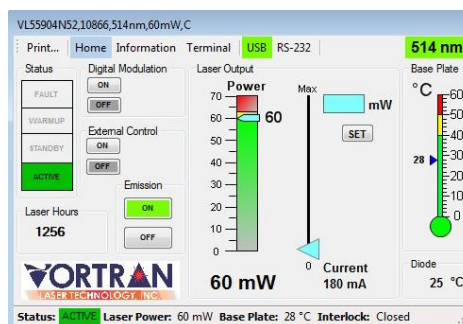 VL55904N52,10866,514nm,60mW,C
Print... Home Information Terminal USB RS-232 514 nm
Status
FAULT
WARMUP
STANDBY
ACTIVE
Digital Modulation
ON
OFF
External Control
ON
OFF
Emission
ON
OFF
Laser Hours
1256
VORTRAN
LASER TECHNOLOGY, INC.
Laser Output
Power
70
60
50
40
30
20
10
0
60
60 mW
Max
0
mW
SET
Current
180 mA
Base Plate
°C
60
50
40
30
20
10
0
28
Diode
25 °C
Status: ACTIVE Laser Power: 60 mW Base Plate: 28 °C Interlock: Closed